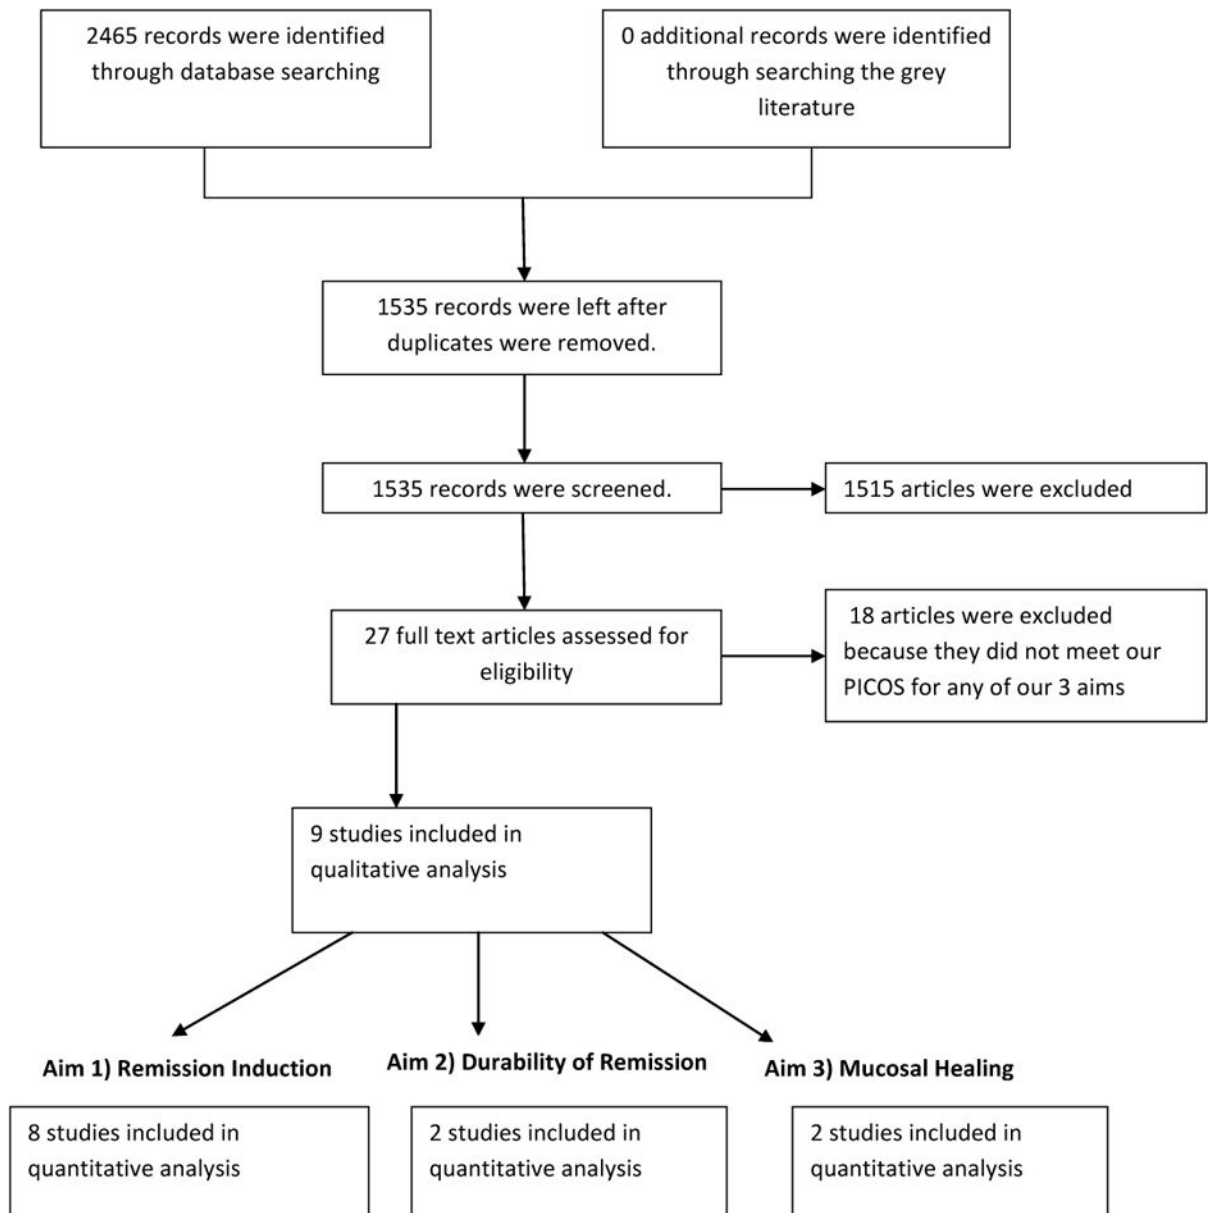 2465 records were identified
through database searching
0 additional records were identified
through searching the grey
literature
1535 records were left after
duplicates were removed.
1535 records were screened.
1515 articles were excluded
27 full text articles assessed for
eligibility
18 articles were excluded
because they did not meet our
PICOS for any of our 3 aims
9 studies included in
qualitative analysis
Aim 1) Remission Induction
Aim 2) Durability of Remission
Aim 3) Mucosal Healing
8 studies included in
quantitative analysis
2 studies included in
quantitative analysis
2 studies included in
quantitative analysis